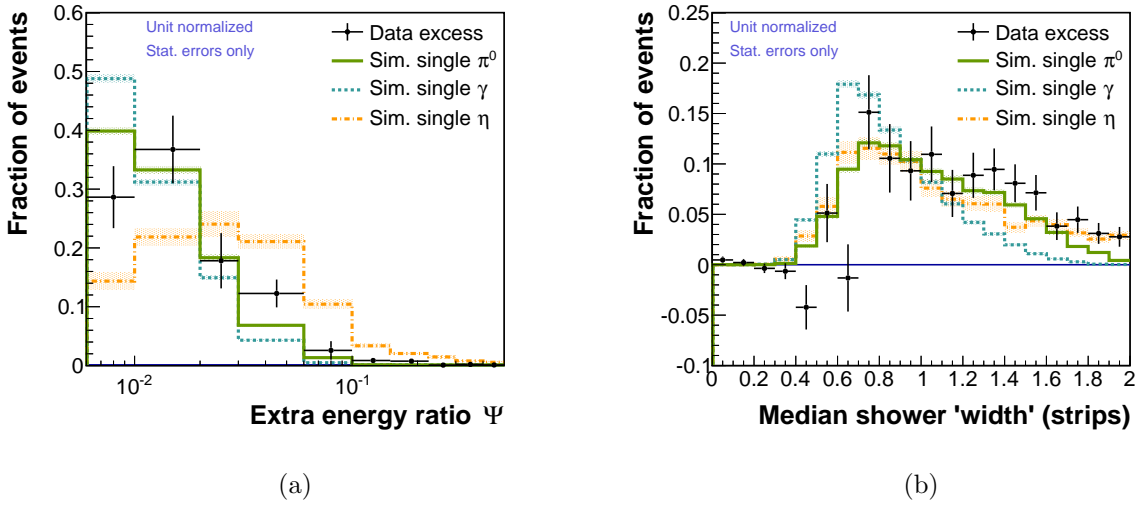 Unit normalized
Stat. errors only
Data excess
Sim. single π⁰
Sim. single γ
Sim. single η
Fraction of events
0.6
0.5
0.4
0.3
0.2
0.1
0
10⁻²
10⁻¹
Extra energy ratio Ψ
(a)
Unit normalized
Stat. errors only
Data excess
Sim. single π⁰
Sim. single γ
Sim. single η
Fraction of events
0.25
0.2
0.15
0.1
0.05
0
-0.05
-0.1
0 0.2 0.4 0.6 0.8 1 1.2 1.4 1.6 1.8 2
Median shower 'width' (strips)
(b)